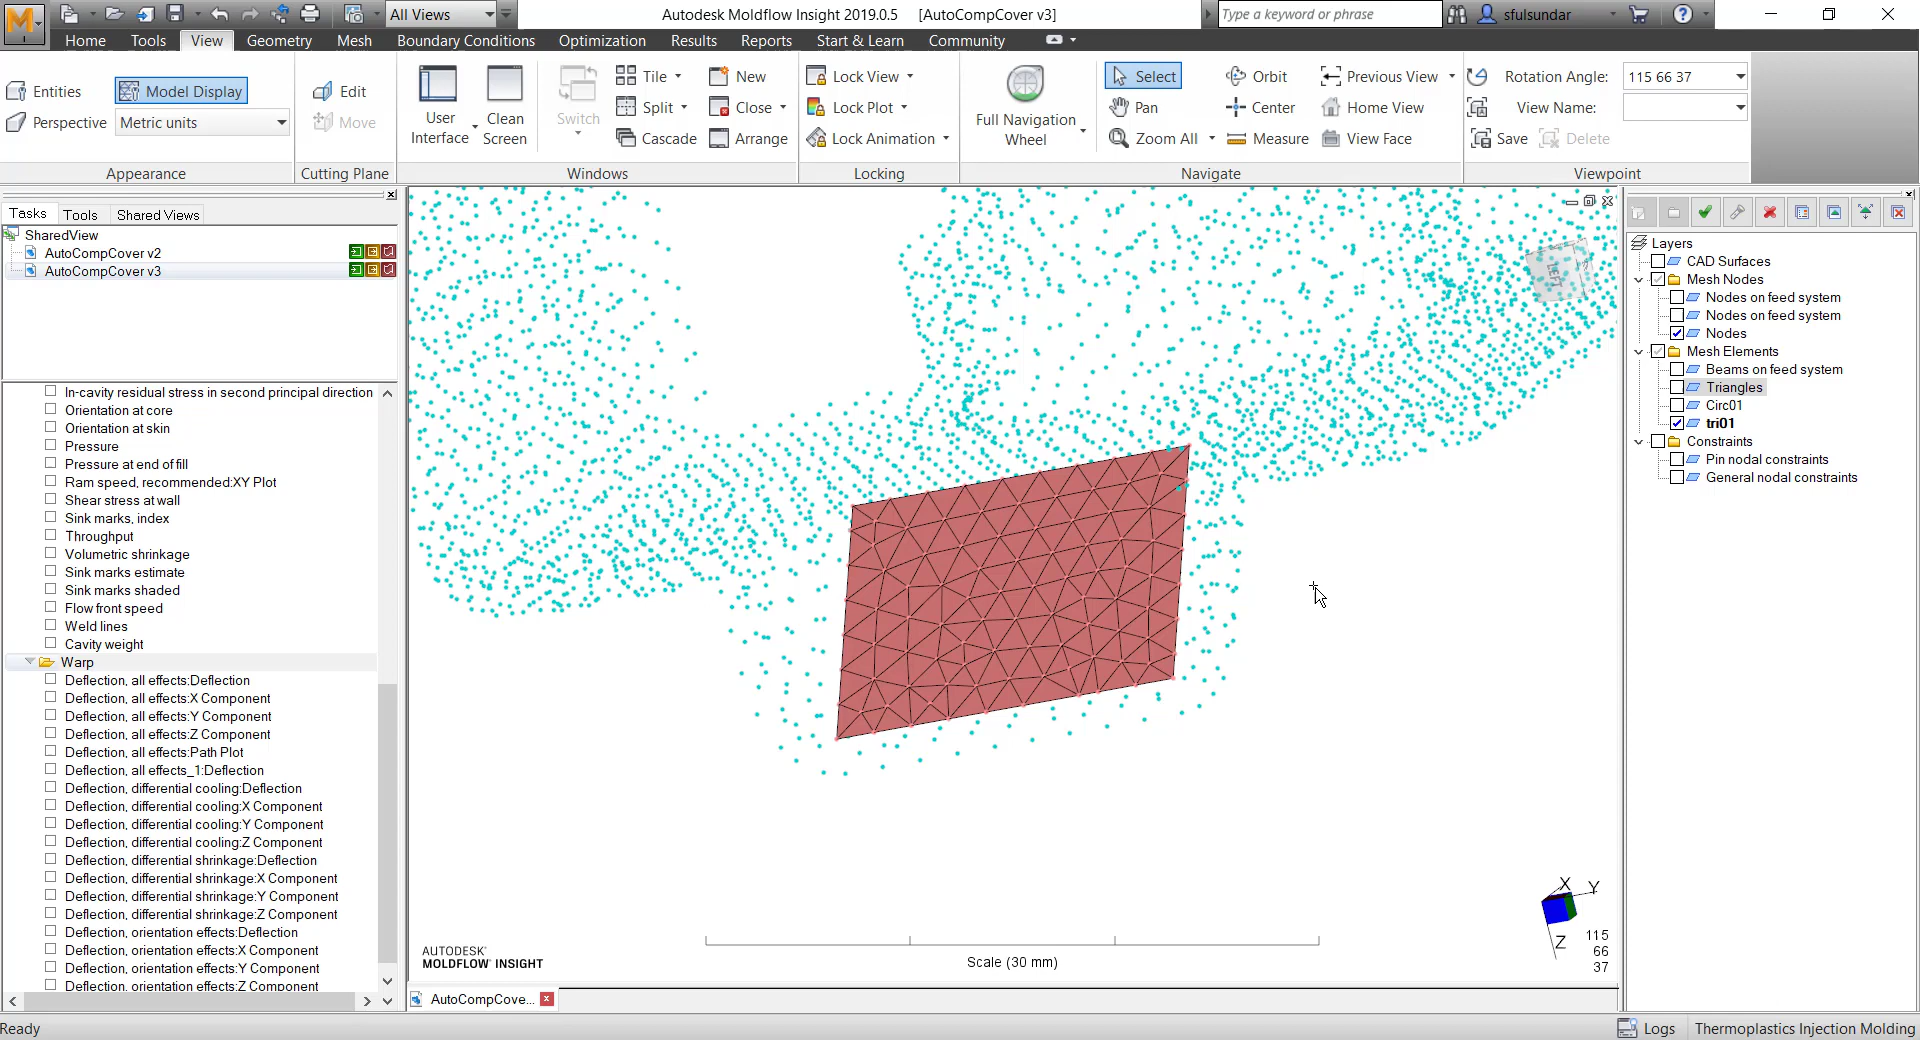 All Views
Autodesk Moldflow Insight 2019.0.5 [AutoCompCover v3]
Type a keyword or phrase
sfulsundar
Home Tools View Geometry Mesh Boundary Conditions Optimization Results Reports Start & Learn Community
Entities
Model Display
Perspective
Metric units
Appearance
Edit
Move
Cutting Plane
User Interface
Clean Screen
Switch
Tile
Split
Cascade
New
Close
Arrange
Windows
Lock View
Lock Plot
Lock Animation
Locking
Full Navigation Wheel
Select
Pan
Zoom All
Orbit
Center
Measure
Previous View
Home View
View Face
Navigate
Rotation Angle: 115 66 37
View Name:
Save
Delete
Viewpoint
Tasks Tools Shared Views
SharedView
AutoCompCover v2
AutoCompCover v3
In-cavity residual stress in second principal direction
Orientation at core
Orientation at skin
Pressure
Pressure at end of fill
Ram speed, recommended:XY Plot
Shear stress at wall
Sink marks, index
Throughput
Volumetric shrinkage
Sink marks estimate
Sink marks shaded
Flow front speed
Weld lines
Cavity weight
Warp
Deflection, all effects:Deflection
Deflection, all effects:X Component
Deflection, all effects:Y Component
Deflection, all effects:Z Component
Deflection, all effects:Path Plot
Deflection, all effects_1:Deflection
Deflection, differential cooling:Deflection
Deflection, differential cooling:X Component
Deflection, differential cooling:Y Component
Deflection, differential cooling:Z Component
Deflection, differential shrinkage:Deflection
Deflection, differential shrinkage:X Component
Deflection, differential shrinkage:Y Component
Deflection, differential shrinkage:Z Component
Deflection, orientation effects:Deflection
Deflection, orientation effects:X Component
Deflection, orientation effects:Y Component
Deflection, orientation effects:Z Component
LEFT
AUTODESK
MOLDFLOW INSIGHT
Scale (30 mm)
X Y
Z
115
66
37
AutoCompCove...
Layers
CAD Surfaces
Mesh Nodes
Nodes on feed system
Nodes on feed system
Nodes
Mesh Elements
Beams on feed system
Triangles
Circ01
tri01
Constraints
Pin nodal constraints
General nodal constraints
Ready
Logs
Thermoplastics Injection Molding